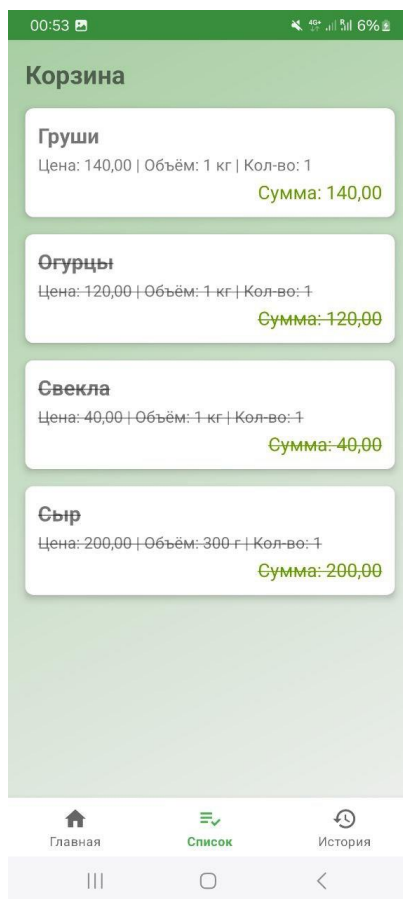 00:53 4G+ R 6%
Корзина
Груши
Цена: 140,00 | Объём: 1 кг | Кол-во: 1
Сумма: 140,00
Огурцы
Цена: 120,00 | Объём: 1 кг | Кол-во: 1
Сумма: 120,00
Свекла
Цена: 40,00 | Объём: 1 кг | Кол-во: 1
Сумма: 40,00
Сыр
Цена: 200,00 | Объём: 300 г | Кол-во: 1
Сумма: 200,00
Главная Список История